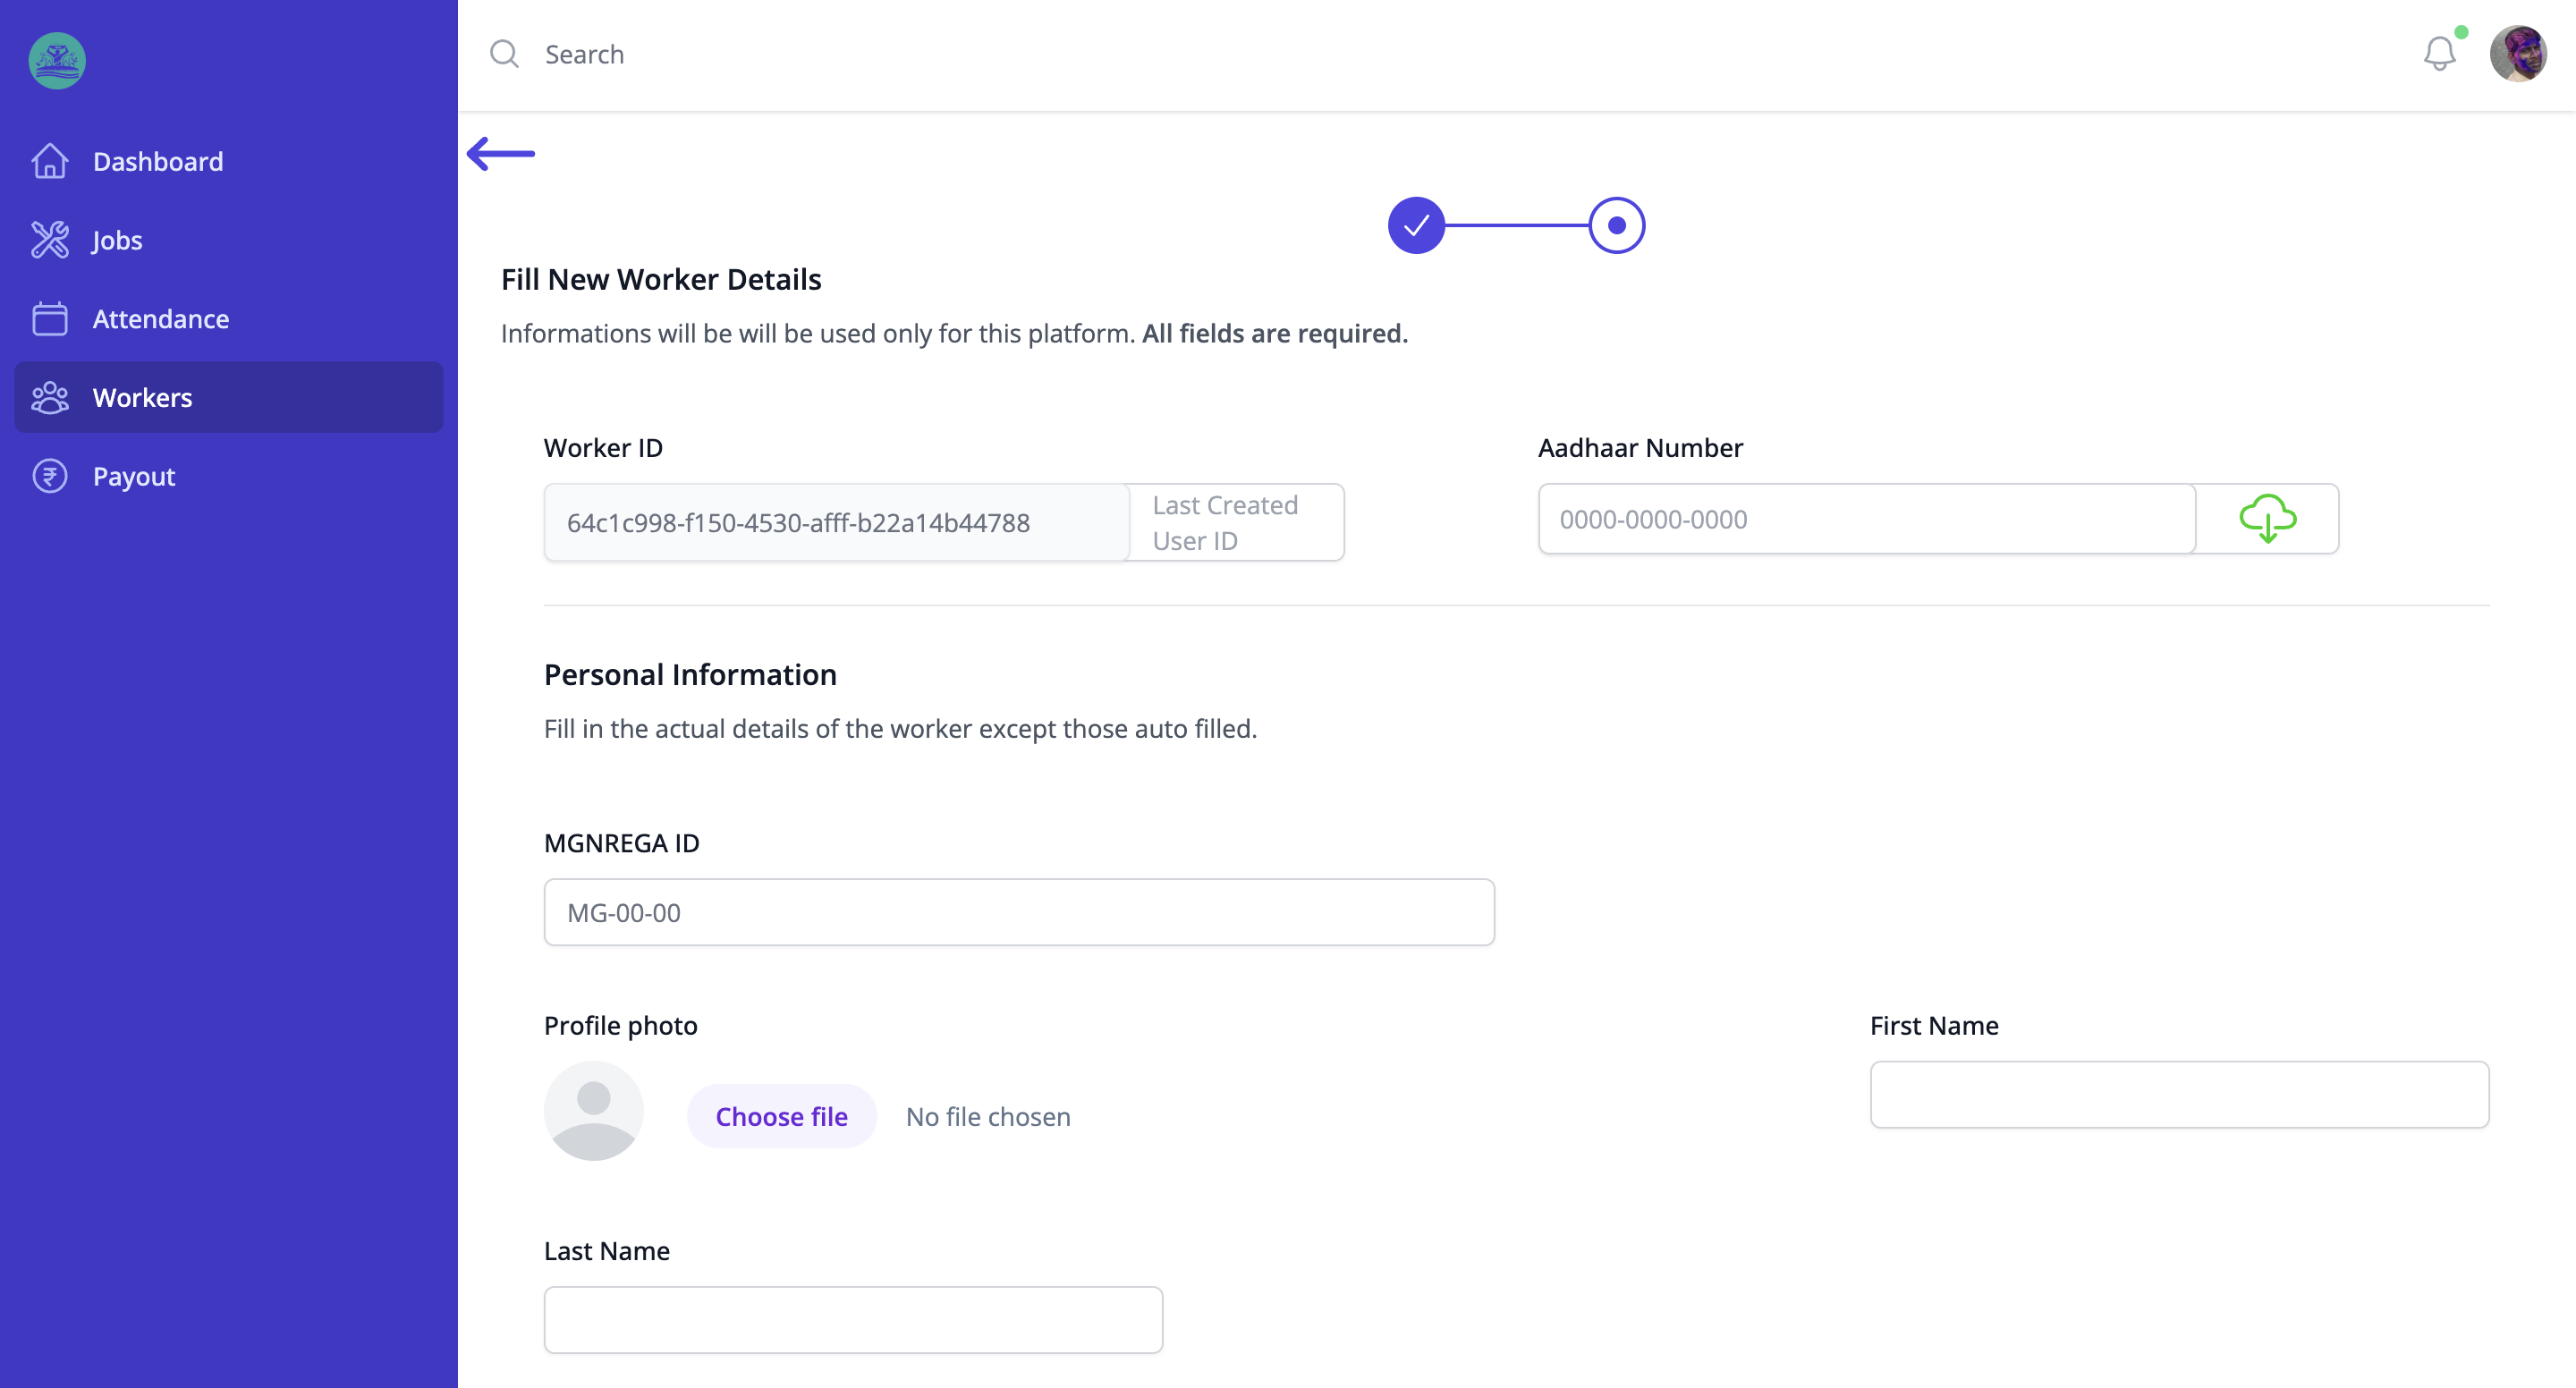 Search
Dashboard
Jobs
Attendance
Workers
Payout
Fill New Worker Details
Informations will be will be used only for this platform. All fields are required.
Worker ID
64c1c998-f150-4530-afff-b22a14b44788
Last Created
User ID
Aadhaar Number
0000-0000-0000
Personal Information
Fill in the actual details of the worker except those auto filled.
MGNREGA ID
MG-00-00
Profile photo
Choose file
No file chosen
First Name
Last Name